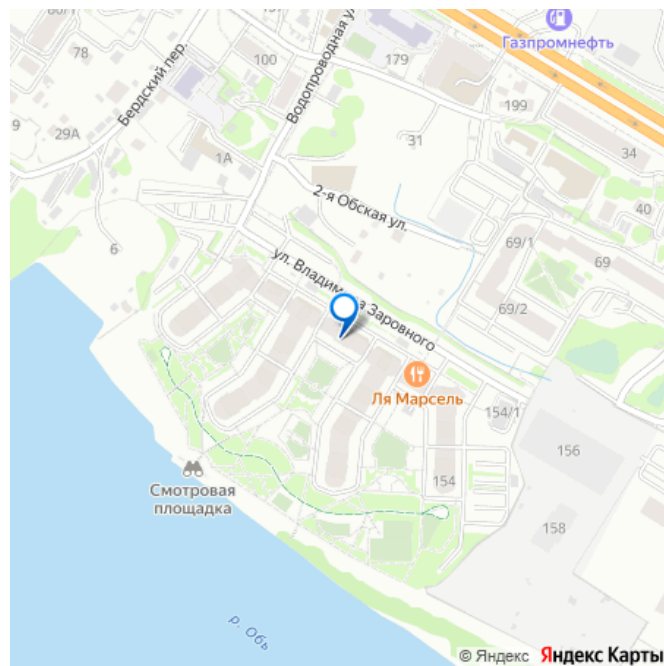 60/1
Газпромнефть
78
Бердский пер.
100
Водопроводная ул.
179
199
9
29А
1А
31
34
2-я Обская ул.
40
6
69/1
69
ул. Владимира Заровного
69/2
Ля Марсель
154/1
156
154
Смотровая
площадка
158
р. Обь
© Яндекс Яндекс Карты